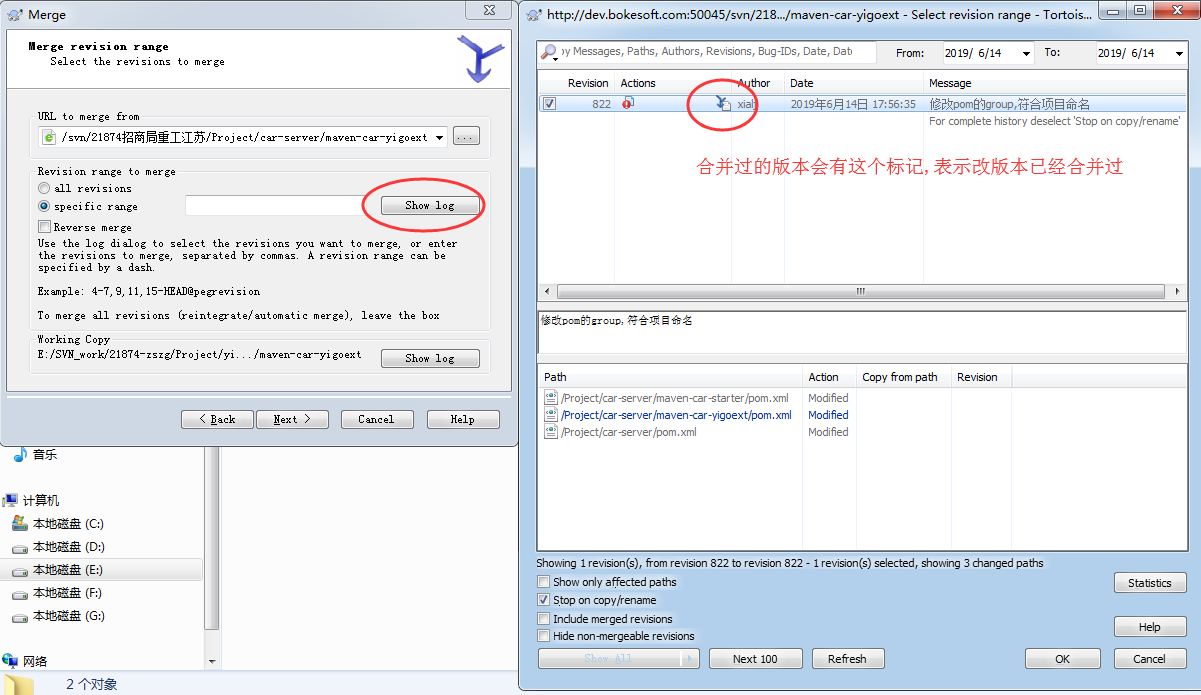 Merge
Merge revision range
Select the revisions to merge
URL to merge from
/svn/21874招商局重工江苏/Project/car-server/maven-car-yigoext
...
Revision range to merge
all revisions
specific range
Show log
Reverse merge
Use the log dialog to select the revisions you want to merge, or enter
the revisions to merge, separated by commas. A revision range can be
specified by a dash.
Example: 4-7,9,11,15-HEAD@pegrevision
To merge all revisions (reintegrate/automatic merge), leave the box
Working Copy
E:/SVN_work/21874-zszg/Project/yi.../maven-car-yigoext
Show log
< Back
Next >
Cancel
Help
音乐
计算机
本地磁盘 (C:)
本地磁盘 (D:)
本地磁盘 (E:)
本地磁盘 (F:)
本地磁盘 (G:)
网络
2 个对象
http://dev.bokesoft.com:50045/svn/218.../maven-car-yigoext - Select revision range - Tortois...
by Messages, Paths, Authors, Revisions, Bug-IDs, Date, Dat
From:
2019/ 6/14
To:
2019/ 6/14
Revision
Actions
Author
Date
Message
822
2019年6月14日 17:56:35
修改pom的group,符合项目命名
For complete history deselect 'Stop on copy/rename'
合并过的版本会有这个标记,表示改版本已经合并过
修改pom的group,符合项目命名
Path
Action
Copy from path
Revision
/Project/car-server/maven-car-starter/pom.xml
Modified
/Project/car-server/maven-car-yigoext/pom.xml
Modified
/Project/car-server/pom.xml
Modified
Showing 1 revision(s), from revision 822 to revision 822 - 1 revision(s) selected, showing 3 changed paths
Show only affected paths
Stop on copy/rename
Include merged revisions
Hide non-mergeable revisions
Statistics
Help
Show All
Next 100
Refresh
OK
Cancel